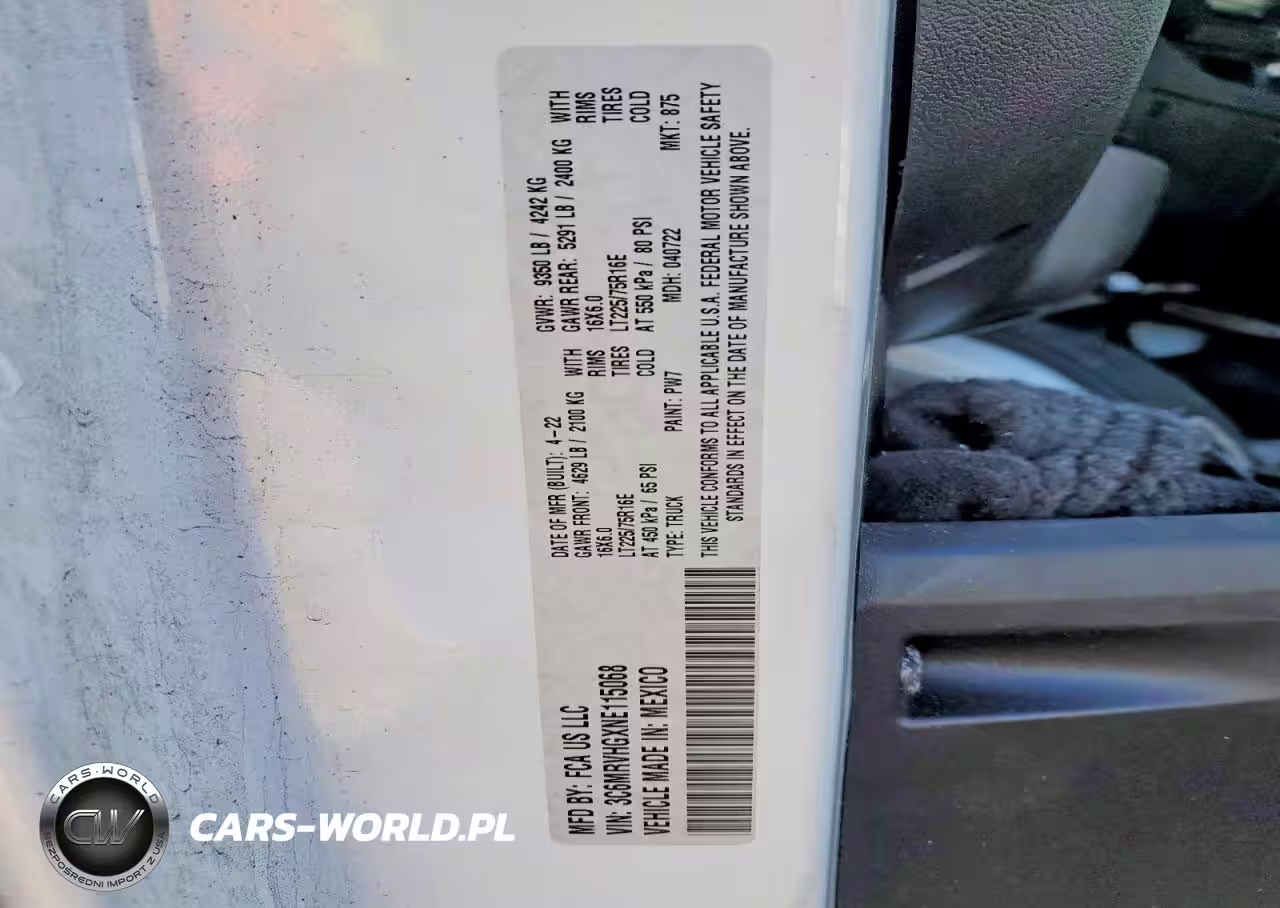 MFD BY: FCA US LLC
VIN: 3C6MRVHGXNE115068
VEHICLE MADE IN: MEXICO
DATE OF MFR (BUILT): 4-22 GVWR: 9350 LB / 4242 KG
GAWR FRONT: 4629 LB / 2100 KG WITH GAWR REAR: 5291 LB / 2400 KG WITH
16X6.0 RIMS 16X6.0 RIMS
LT225/75R16E TIRES LT225/75R16E TIRES
AT 450 kPa / 65 PSI COLD AT 550 kPa / 80 PSI COLD
TYPE: TRUCK PAINT: PW7 MDH: 040722 MKT: 875
THIS VEHICLE CONFORMS TO ALL APPLICABLE U.S.A. FEDERAL MOTOR VEHICLE SAFETY
STANDARDS IN EFFECT ON THE DATE OF MANUFACTURE SHOWN ABOVE.
CARS-WORLD
CW
BEZPOŚREDNI IMPORT Z USA
CARS-WORLD.PL